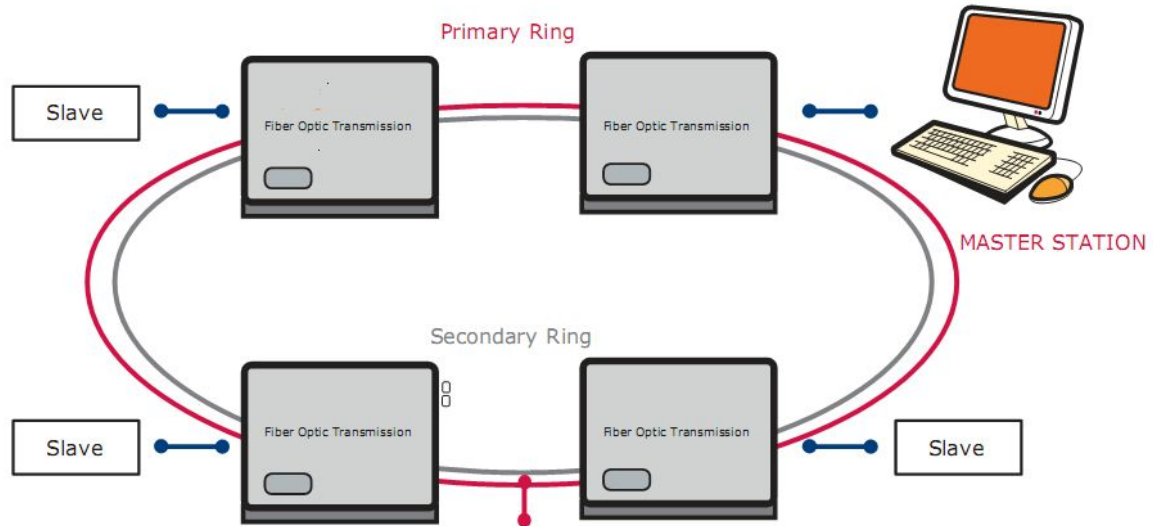 Primary Ring
Slave
Fiber Optic Transmission
Fiber Optic Transmission
MASTER STATION
Secondary Ring
8
Fiber Optic Transmission
Fiber Optic Transmission
Slave
Slave